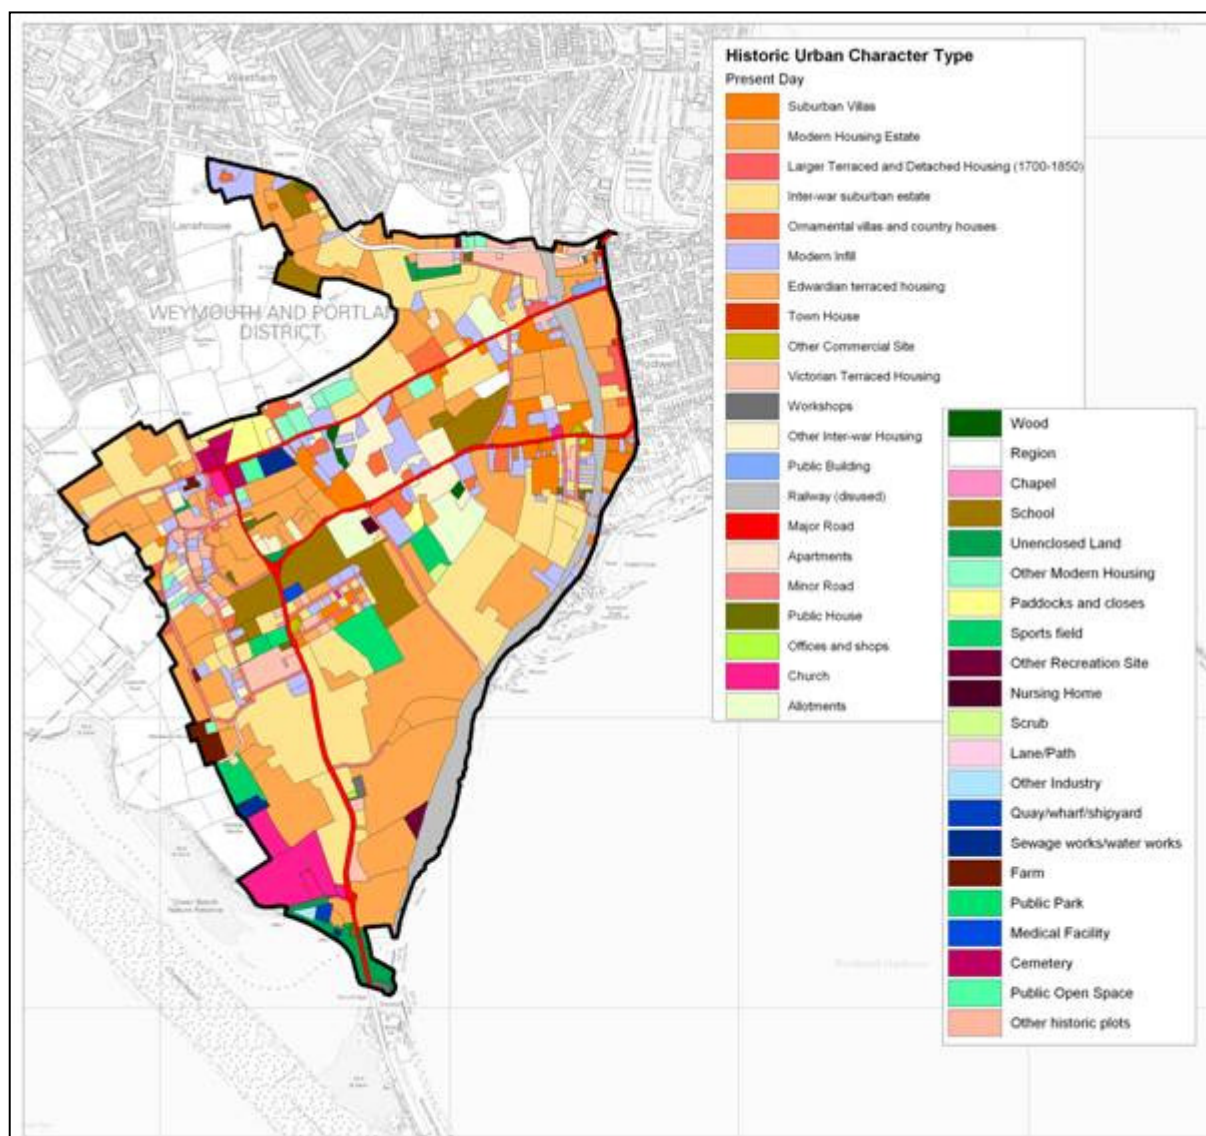 Historic Urban Character Type
Present Day
Suburban Villas
Modern Housing Estate
Larger Terraced and Detached Housing (1700-1850)
Inter-war suburban estate
Ornamental villas and country houses
Modern Infill
Edwardian terraced housing
Town House
Other Commercial Site
Victorian Terraced Housing
Workshops
Other Inter-war Housing
Public Building
Railway (disused)
Major Road
Apartments
Minor Road
Public House
Offices and shops
Church
Allotments
Wood
Region
Chapel
School
Unenclosed Land
Other Modern Housing
Paddocks and closes
Sports field
Other Recreation Site
Nursing Home
Scrub
Lane/Path
Other Industry
Quay/wharf/shipyard
Sewage works/water works
Farm
Public Park
Medical Facility
Cemetery
Public Open Space
Other historic plots
Westham
Lanehouse
WEYMOUTH AND PORTLAN
DISTRICT